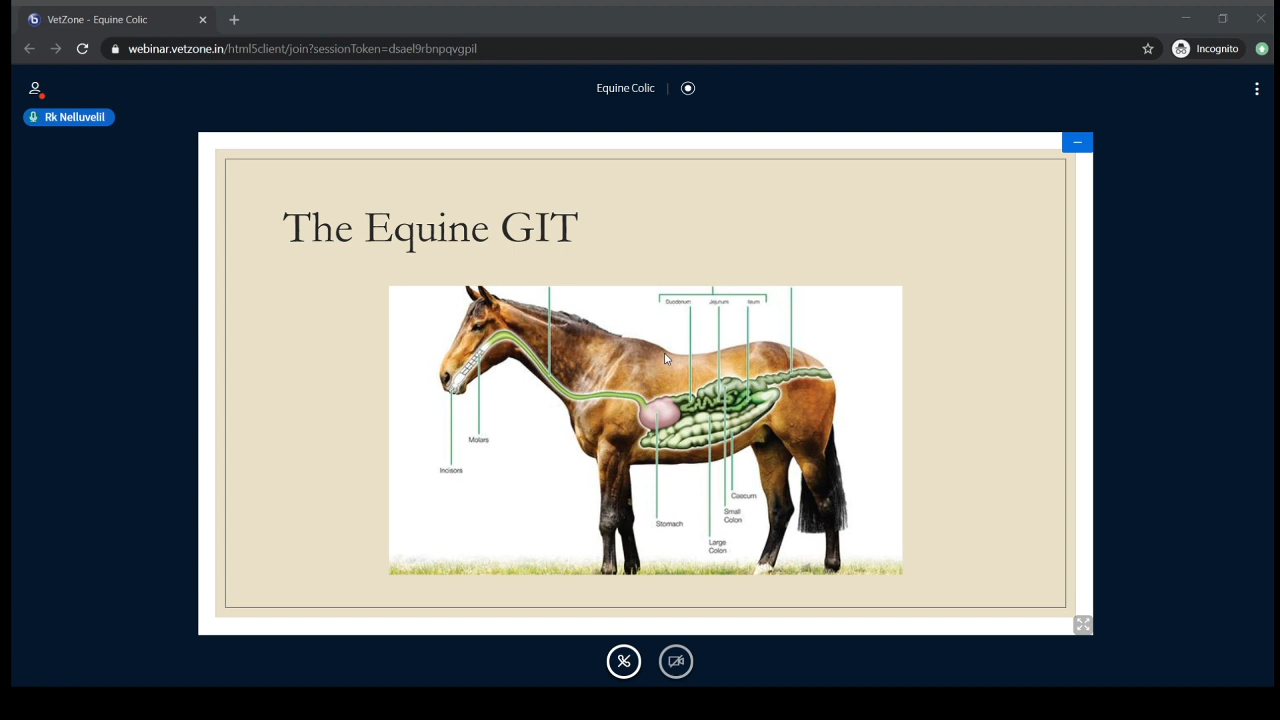 VetZone - Equine Colic
webinar.vetzone.in/html5client/join?sessionToken=dsael9rbnpqvgpil
Incognito
Equine Colic
Rk Nelluvelil
The Equine GIT
Duodenum Jejunum Ileum
Molars
Incisors
Caecum
Small
Colon
Stomach
Large
Colon